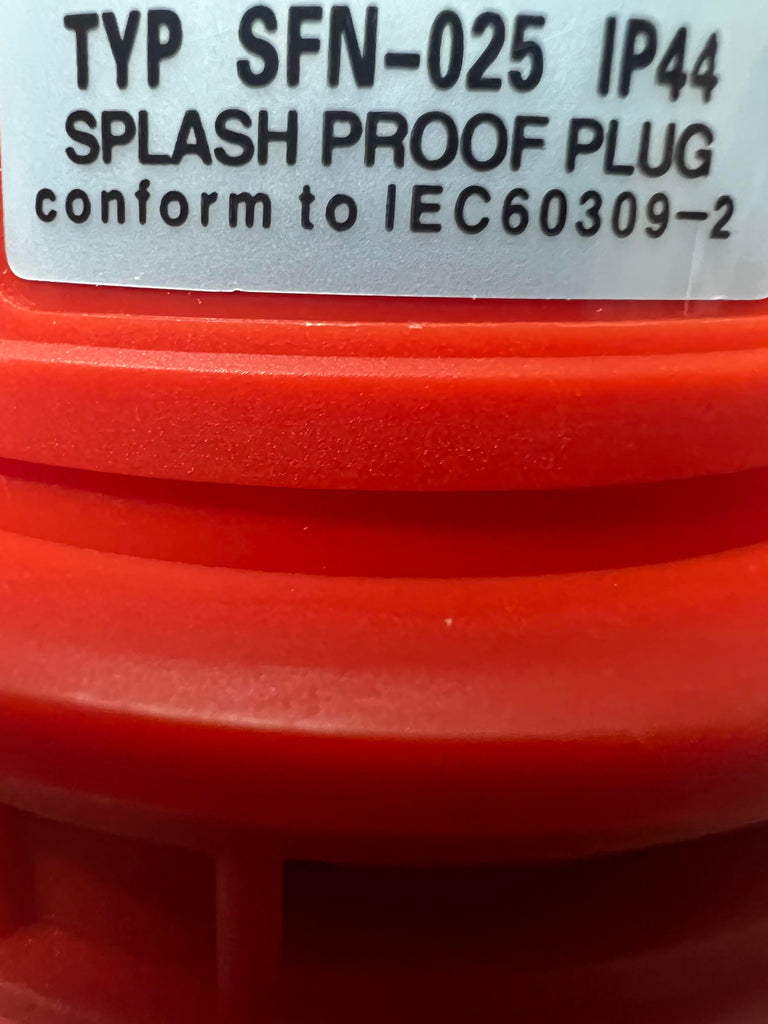 TYP SFN-025 IP44
SPLASH PROOF PLUG
conform to IEC60309-2